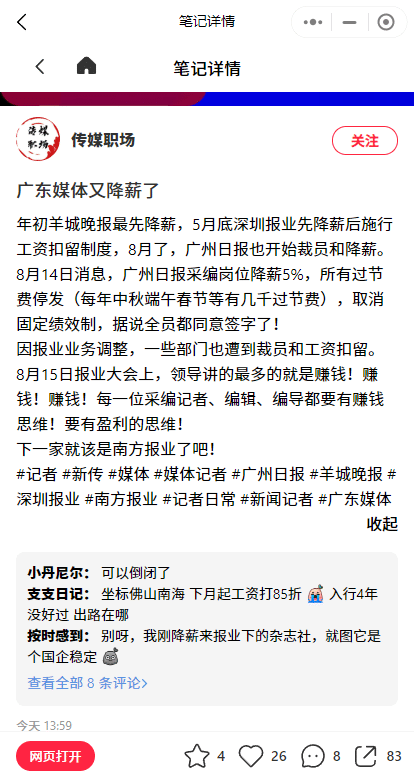 笔记详情
笔记详情
传媒职场
传媒职场
关注
广东媒体又降薪了
年初羊城晚报最先降薪，5月底深圳报业先降薪后施行
工资扣留制度，8月了，广州日报也开始裁员和降薪。
8月14日消息，广州日报采编岗位降薪5%，所有过节
费停发（每年中秋端午春节等有几千过节费），取消
固定绩效制，据说全员都同意签字了！
因报业业务调整，一些部门也遭到裁员和工资扣留。
8月15日报业大会上，领导讲的最多的就是赚钱！赚
钱！赚钱！每一位采编记者、编辑、编导都要有赚钱
思维！要有盈利的思维！
下一家就该是南方报业了吧！
#记者 #新传 #媒体 #媒体记者 #广州日报 #羊城晚报 #
深圳报业 #南方报业 #记者日常 #新闻记者 #广东媒体
收起
小丹尼尔： 可以倒闭了
支支日记： 坐标佛山南海 下月起工资打85折 😭 入行4年
没好过 出路在哪
按时感到： 别呀，我刚降薪来报业下的杂志社，就图它是
个国企稳定
查看全部 8 条评论>
今天 13:59
网页打开
4
26
8
83